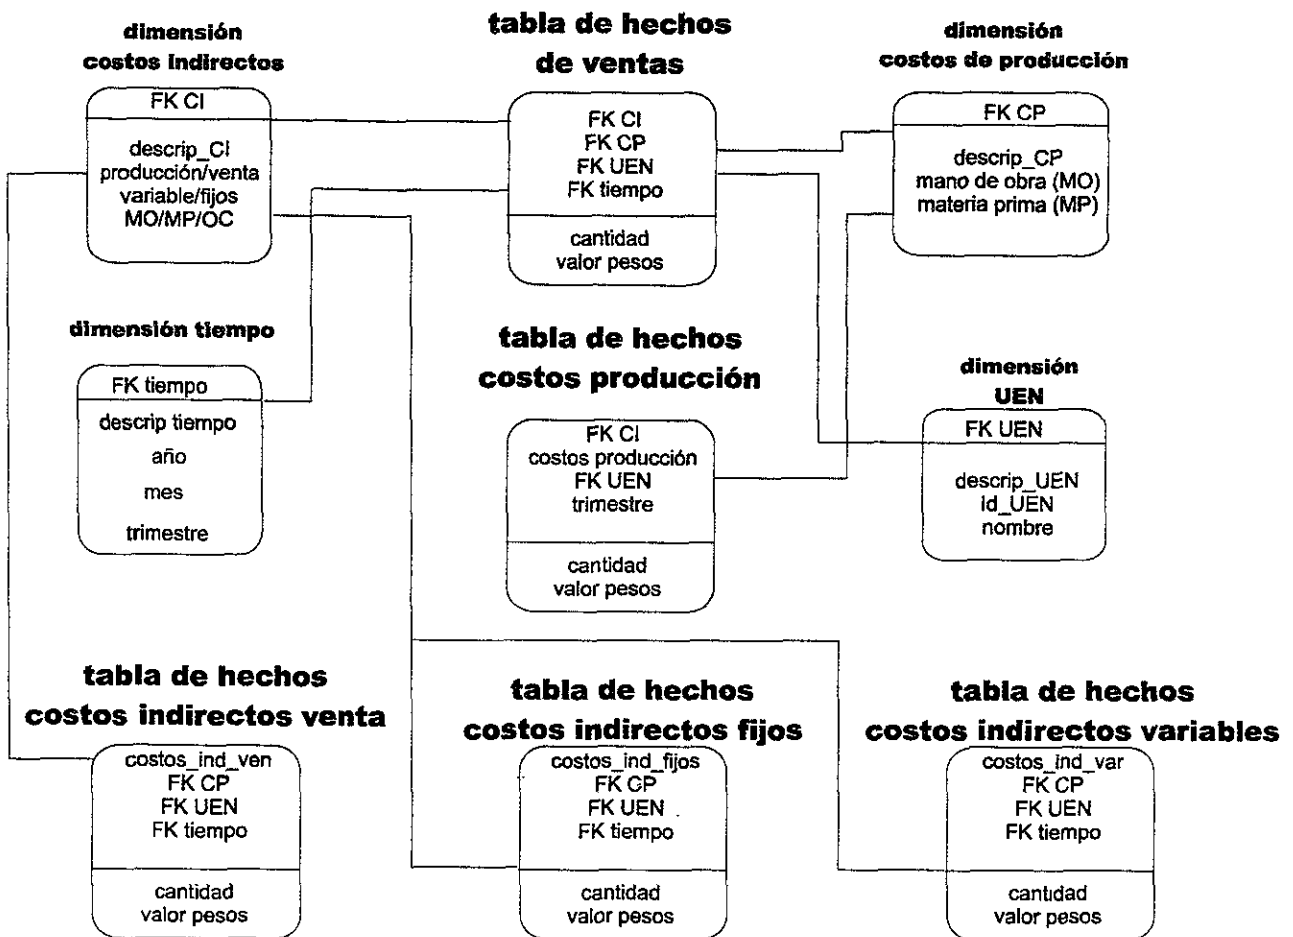 dimensión
costos indirectos
FK CI
descrip_CI
producción/venta
variable/fijos
MO/MP/OC
tabla de hechos
de ventas
FK CI
FK CP
FK UEN
FK tiempo
cantidad
valor pesos
dimensión
costos de producción
FK CP
descrip_CP
mano de obra (MO)
materia prima (MP)
dimensión tiempo
FK tiempo
descrip tiempo
año
mes
trimestre
tabla de hechos
costos producción
FK CI
costos producción
FK UEN
trimestre
cantidad
valor pesos
dimensión
UEN
FK UEN
descrip_UEN
id_UEN
nombre
tabla de hechos
costos indirectos venta
costos_ind_ven
FK CP
FK UEN
FK tiempo
cantidad
valor pesos
tabla de hechos
costos indirectos fijos
costos_ind_fijos
FK CP
FK UEN
FK tiempo
cantidad
valor pesos
tabla de hechos
costos indirectos variables
costos_ind_var
FK CP
FK UEN
FK tiempo
cantidad
valor pesos